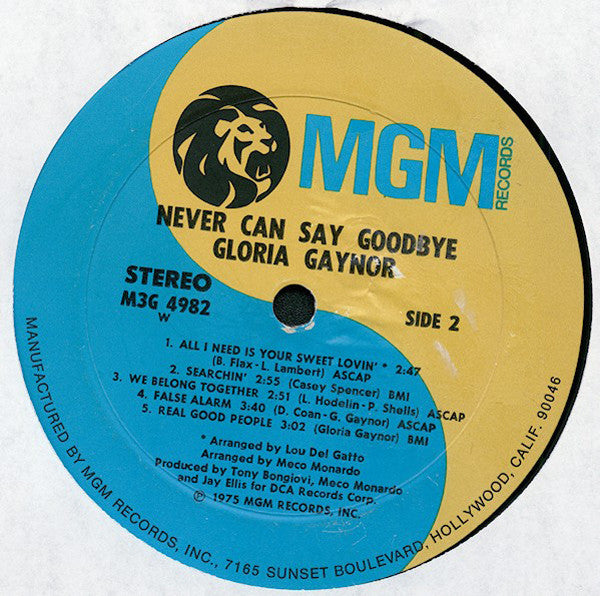 MGM
RECORDS
NEVER CAN SAY GOODBYE
GLORIA GAYNOR
STEREO
M3G 4982
W
SIDE 2
1. ALL I NEED IS YOUR SWEET LOVIN' * 2:47
(B. Flax-L. Lambert) ASCAP
2. SEARCHIN' 2:55 (Casey Spencer) BMI
3. WE BELONG TOGETHER 2:51 (L. Hodelin-P. Shells) ASCAP
4. FALSE ALARM 3:40 (D. Coan-G. Gaynor) ASCAP
5. REAL GOOD PEOPLE 3:02 (Gloria Gaynor) BMI
* Arranged by Lou Del Gatto
Arranged by Meco Monardo
Produced by Tony Bongiovi, Meco Monardo
and Jay Ellis for DCA Records Corp.
Ⓟ 1975 MGM RECORDS, INC.
MANUFACTURED BY MGM RECORDS, INC., 7165 SUNSET BOULEVARD, HOLLYWOOD, CALIF. 90046